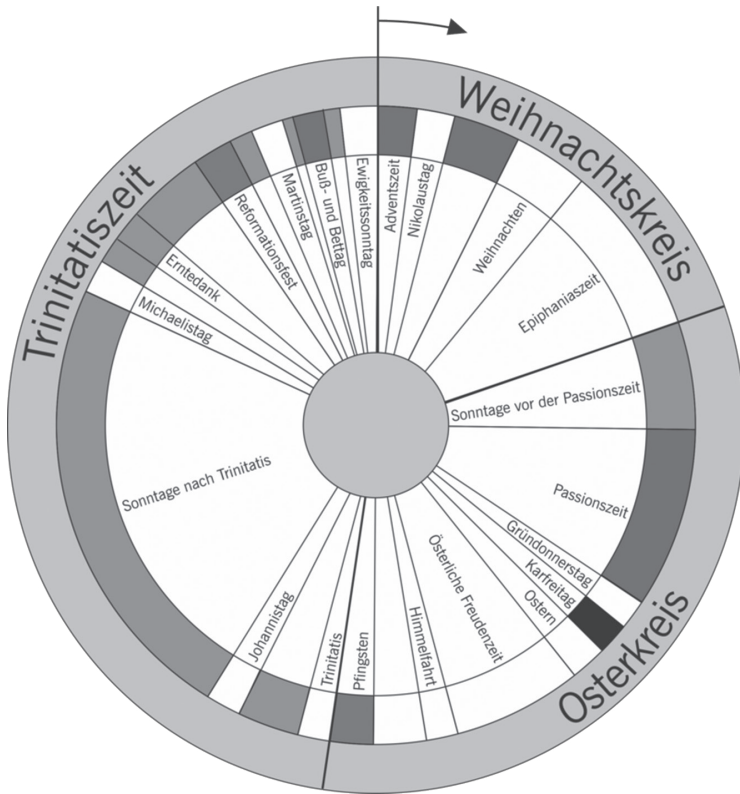 Weihnachtskreis
Adventszeit
Nikolaustag
Weihnachten
Epiphaniaszeit
Osterkreis
Sonntage vor der Passionszeit
Passionszeit
Gründonnerstag
Karfreitag
Ostern
Österliche Freudenzeit
Himmelfahrt
Pfingsten
Trinitatiszeit
Trinitatis
Johannistag
Sonntage nach Trinitatis
Michaelistag
Erntedank
Reformationsfest
Martinstag
Buß- und Bettag
Ewigkeitssonntag